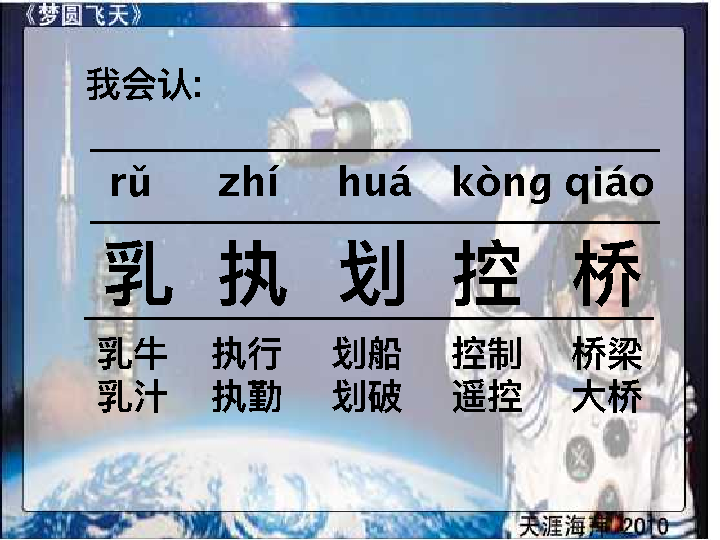 《梦圆飞天》
我会认:
rǔ zhí huá kòng qiáo
乳 执 划 控 桥
乳牛 执行 划船 控制 桥梁
乳汁 执勤 划破 遥控 大桥
天涯海 2010